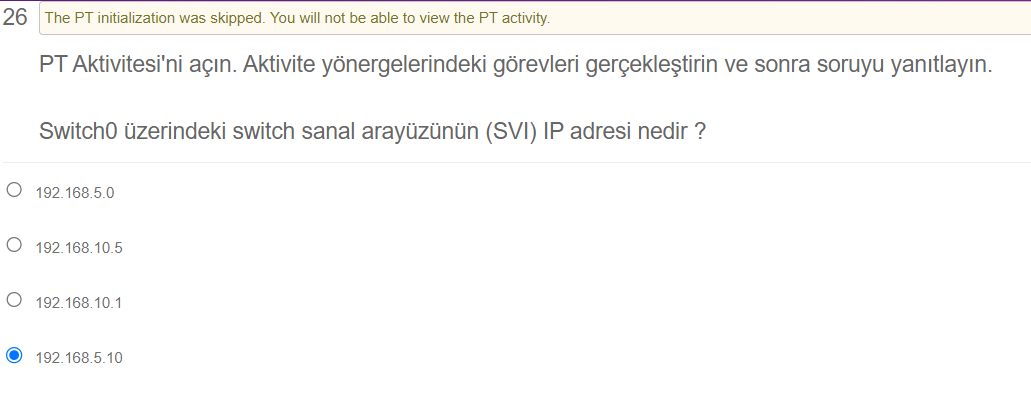 26
The PT initialization was skipped. You will not be able to view the PT activity.
PT Aktivitesi'ni açın. Aktivite yönergelerindeki görevleri gerçekleştirin ve sonra soruyu yanıtlayın.
Switch0 üzerindeki switch sanal arayüzünün (SVI) IP adresi nedir ?
192.168.5.0
192.168.10.5
192.168.10.1
192.168.5.10